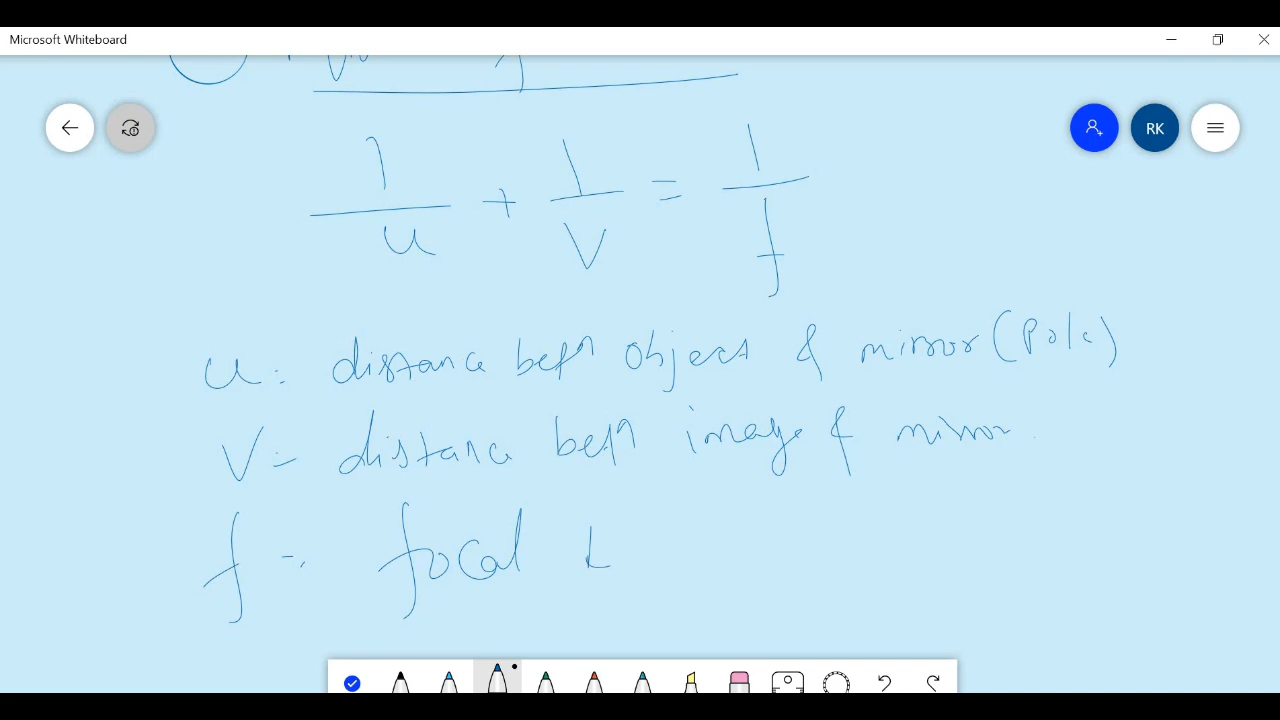 Microsoft Whiteboard
RK
1/u + 1/v = 1/f
u: distance betn object & mirror (Pole)
v = distance betn image & mirror
f = focal L